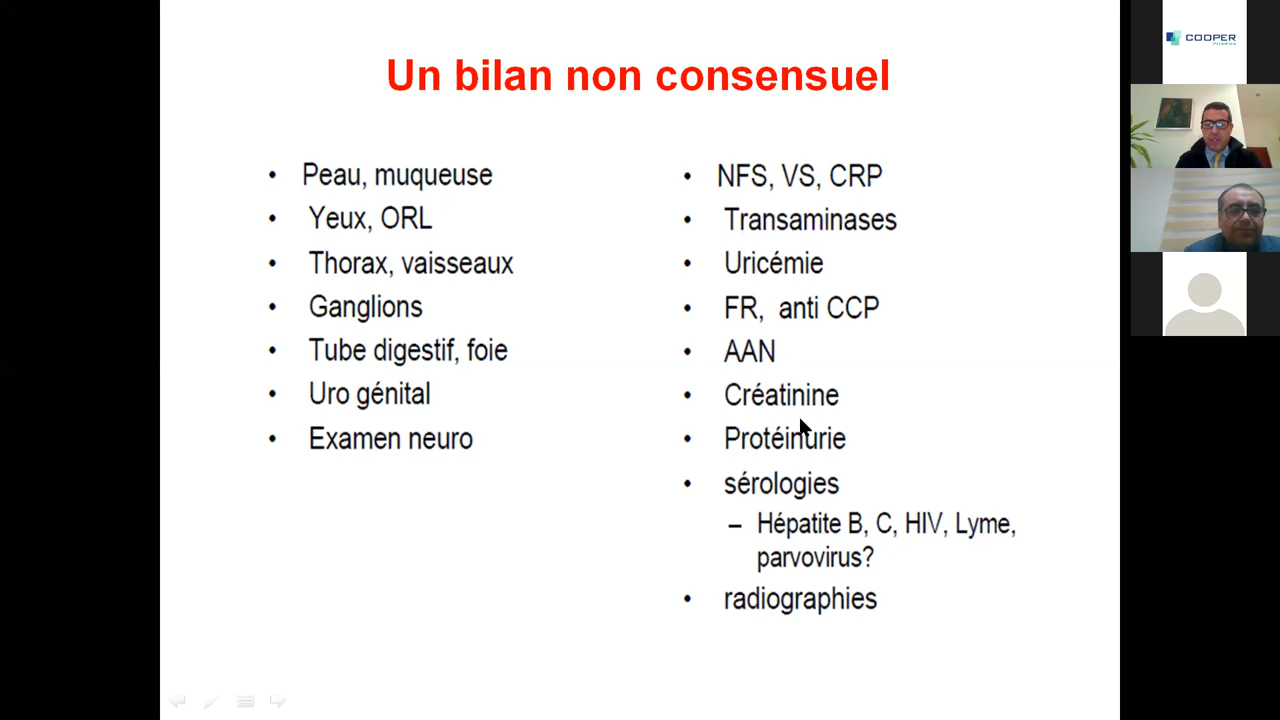 Un bilan non consensuel
• Peau, muqueuse
• Yeux, ORL
• Thorax, vaisseaux
• Ganglions
• Tube digestif, foie
• Uro génital
• Examen neuro
• NFS, VS, CRP
• Transaminases
• Uricémie
• FR, anti CCP
• AAN
• Créatinine
• Protéinurie
• sérologies
– Hépatite B, C, HIV, Lyme,
parvovirus?
• radiographies
COOPER
PHARMA